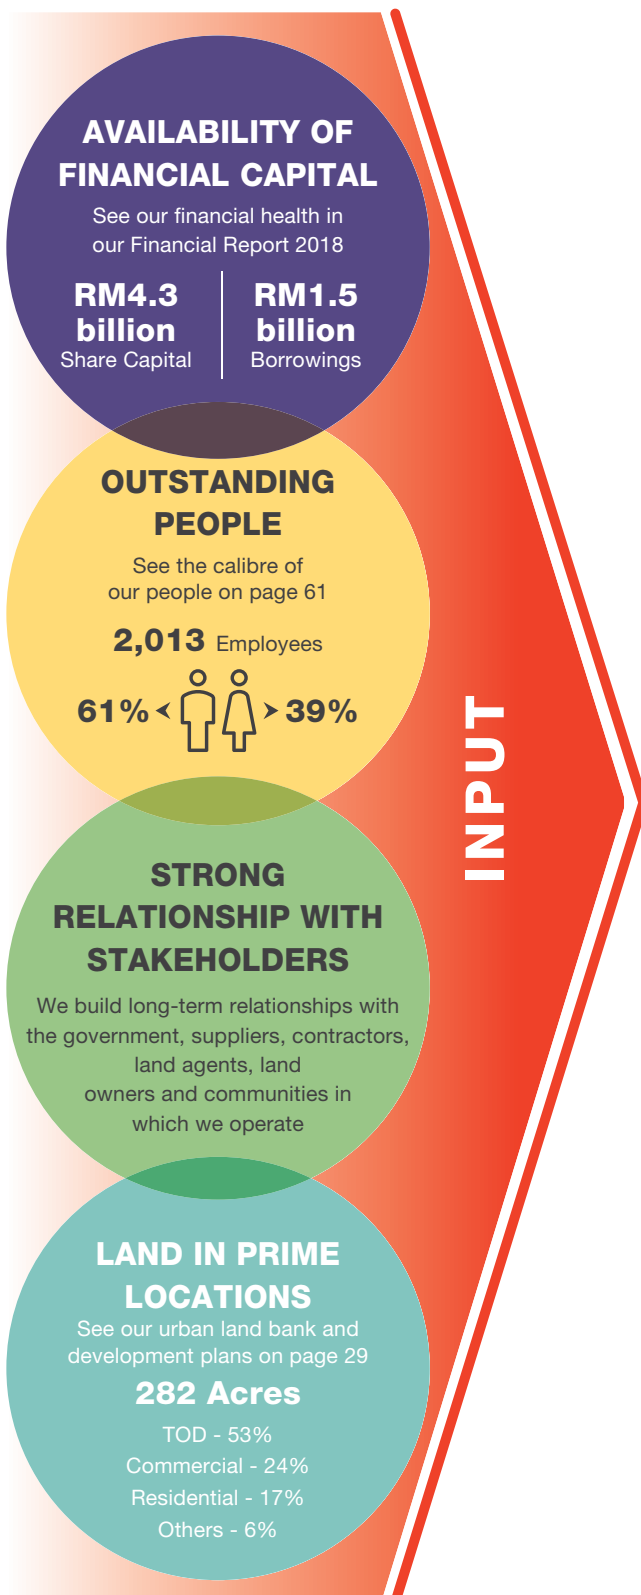 AVAILABILITY OF
FINANCIAL CAPITAL
See our financial health in
our Financial Report 2018
RM4.3
billion
Share Capital
RM1.5
billion
Borrowings
OUTSTANDING
PEOPLE
See the calibre of
our people on page 61
2,013 Employees
61% 39%
STRONG
RELATIONSHIP WITH
STAKEHOLDERS
We build long-term relationships with
the government, suppliers, contractors,
land agents, land
owners and communities in
which we operate
LAND IN PRIME
LOCATIONS
See our urban land bank and
development plans on page 29
282 Acres
TOD - 53%
Commercial - 24%
Residential - 17%
Others - 6%
INPUT